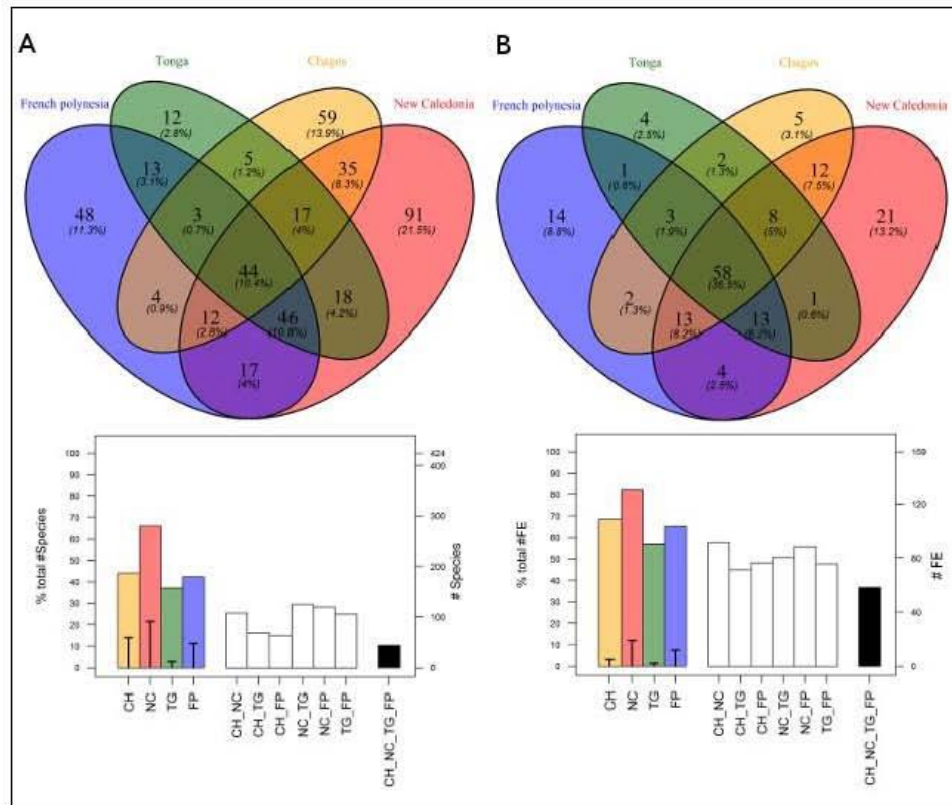 A
B
Tonga
Chagos
Tonga
Chagos
French polynesia
New Caledonia
French polynesia
New Caledonia
12
(2.8%)
59
(13.9%)
13
(3.1%)
5
(1.2%)
35
(8.3%)
48
(11.3%)
3
(0.7%)
17
(4%)
91
(21.5%)
44
(10.4%)
4
(0.9%)
12
(2.8%)
46
(10.8%)
18
(4.2%)
17
(4%)
4
(2.5%)
5
(3.1%)
1
(0.6%)
2
(1.3%)
12
(7.5%)
14
(8.8%)
3
(1.9%)
8
(5%)
21
(13.2%)
58
(36.5%)
2
(1.3%)
13
(8.2%)
13
(8.2%)
1
(0.6%)
4
(2.5%)
% total #Species
100
90
80
70
60
50
40
30
20
10
0
424
400
300
200
100
0
# Species
CH
NC
TG
FP
CH_NC
CH_TG
CH_FP
NC_TG
NC_FP
TG_FP
CH_NC_TG_FP
% total #FE
100
90
80
70
60
50
40
30
20
10
0
159
120
80
40
0
# FE
CH
NC
TG
FP
CH_NC
CH_TG
CH_FP
NC_TG
NC_FP
TG_FP
CH_NC_TG_FP